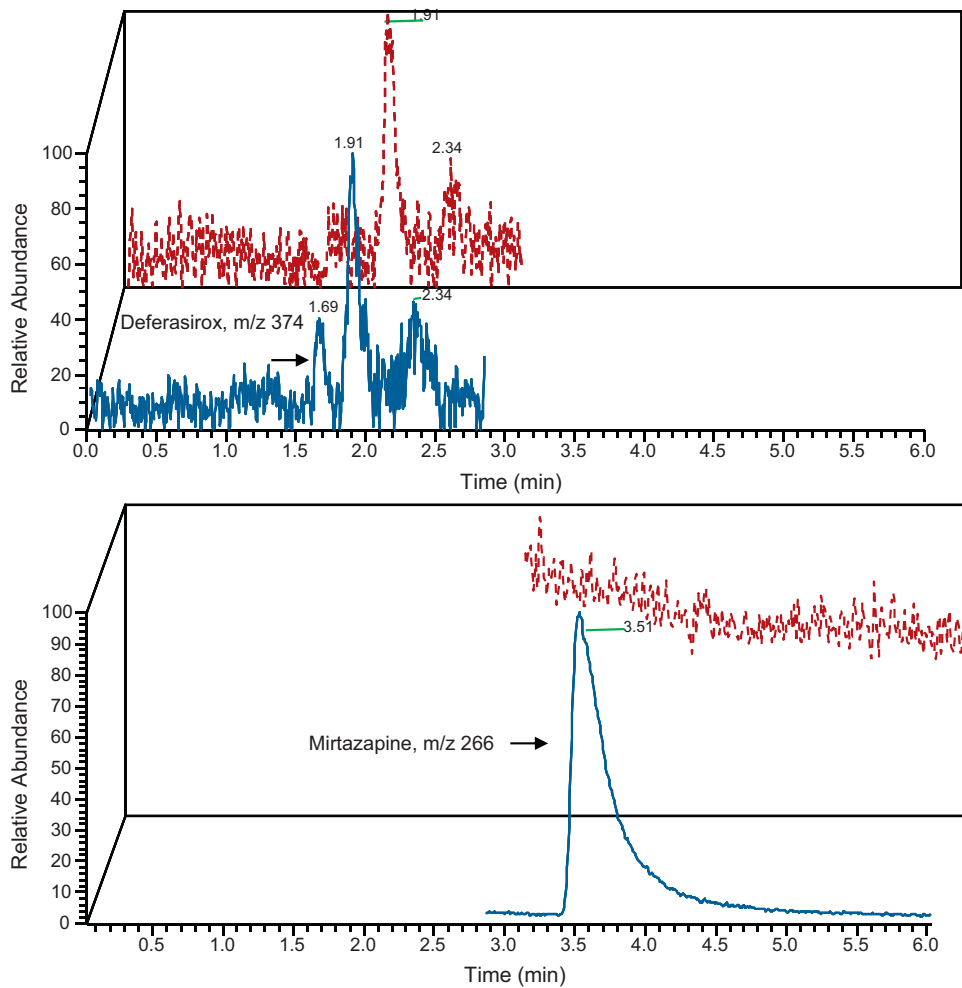 1.91
1.91
2.34
100
80
60
40
20
0
Relative Abundance
2.34
1.69
Deferasirox, m/z 374
0.0 0.5 1.0 1.5 2.0 2.5 3.0 3.5 4.0 4.5 5.0 5.5 6.0
Time (min)
100
90
80
70
60
50
40
30
20
10
0
Relative Abundance
3.51
Mirtazapine, m/z 266
0.5 1.0 1.5 2.0 2.5 3.0 3.5 4.0 4.5 5.0 5.5 6.0
Time (min)